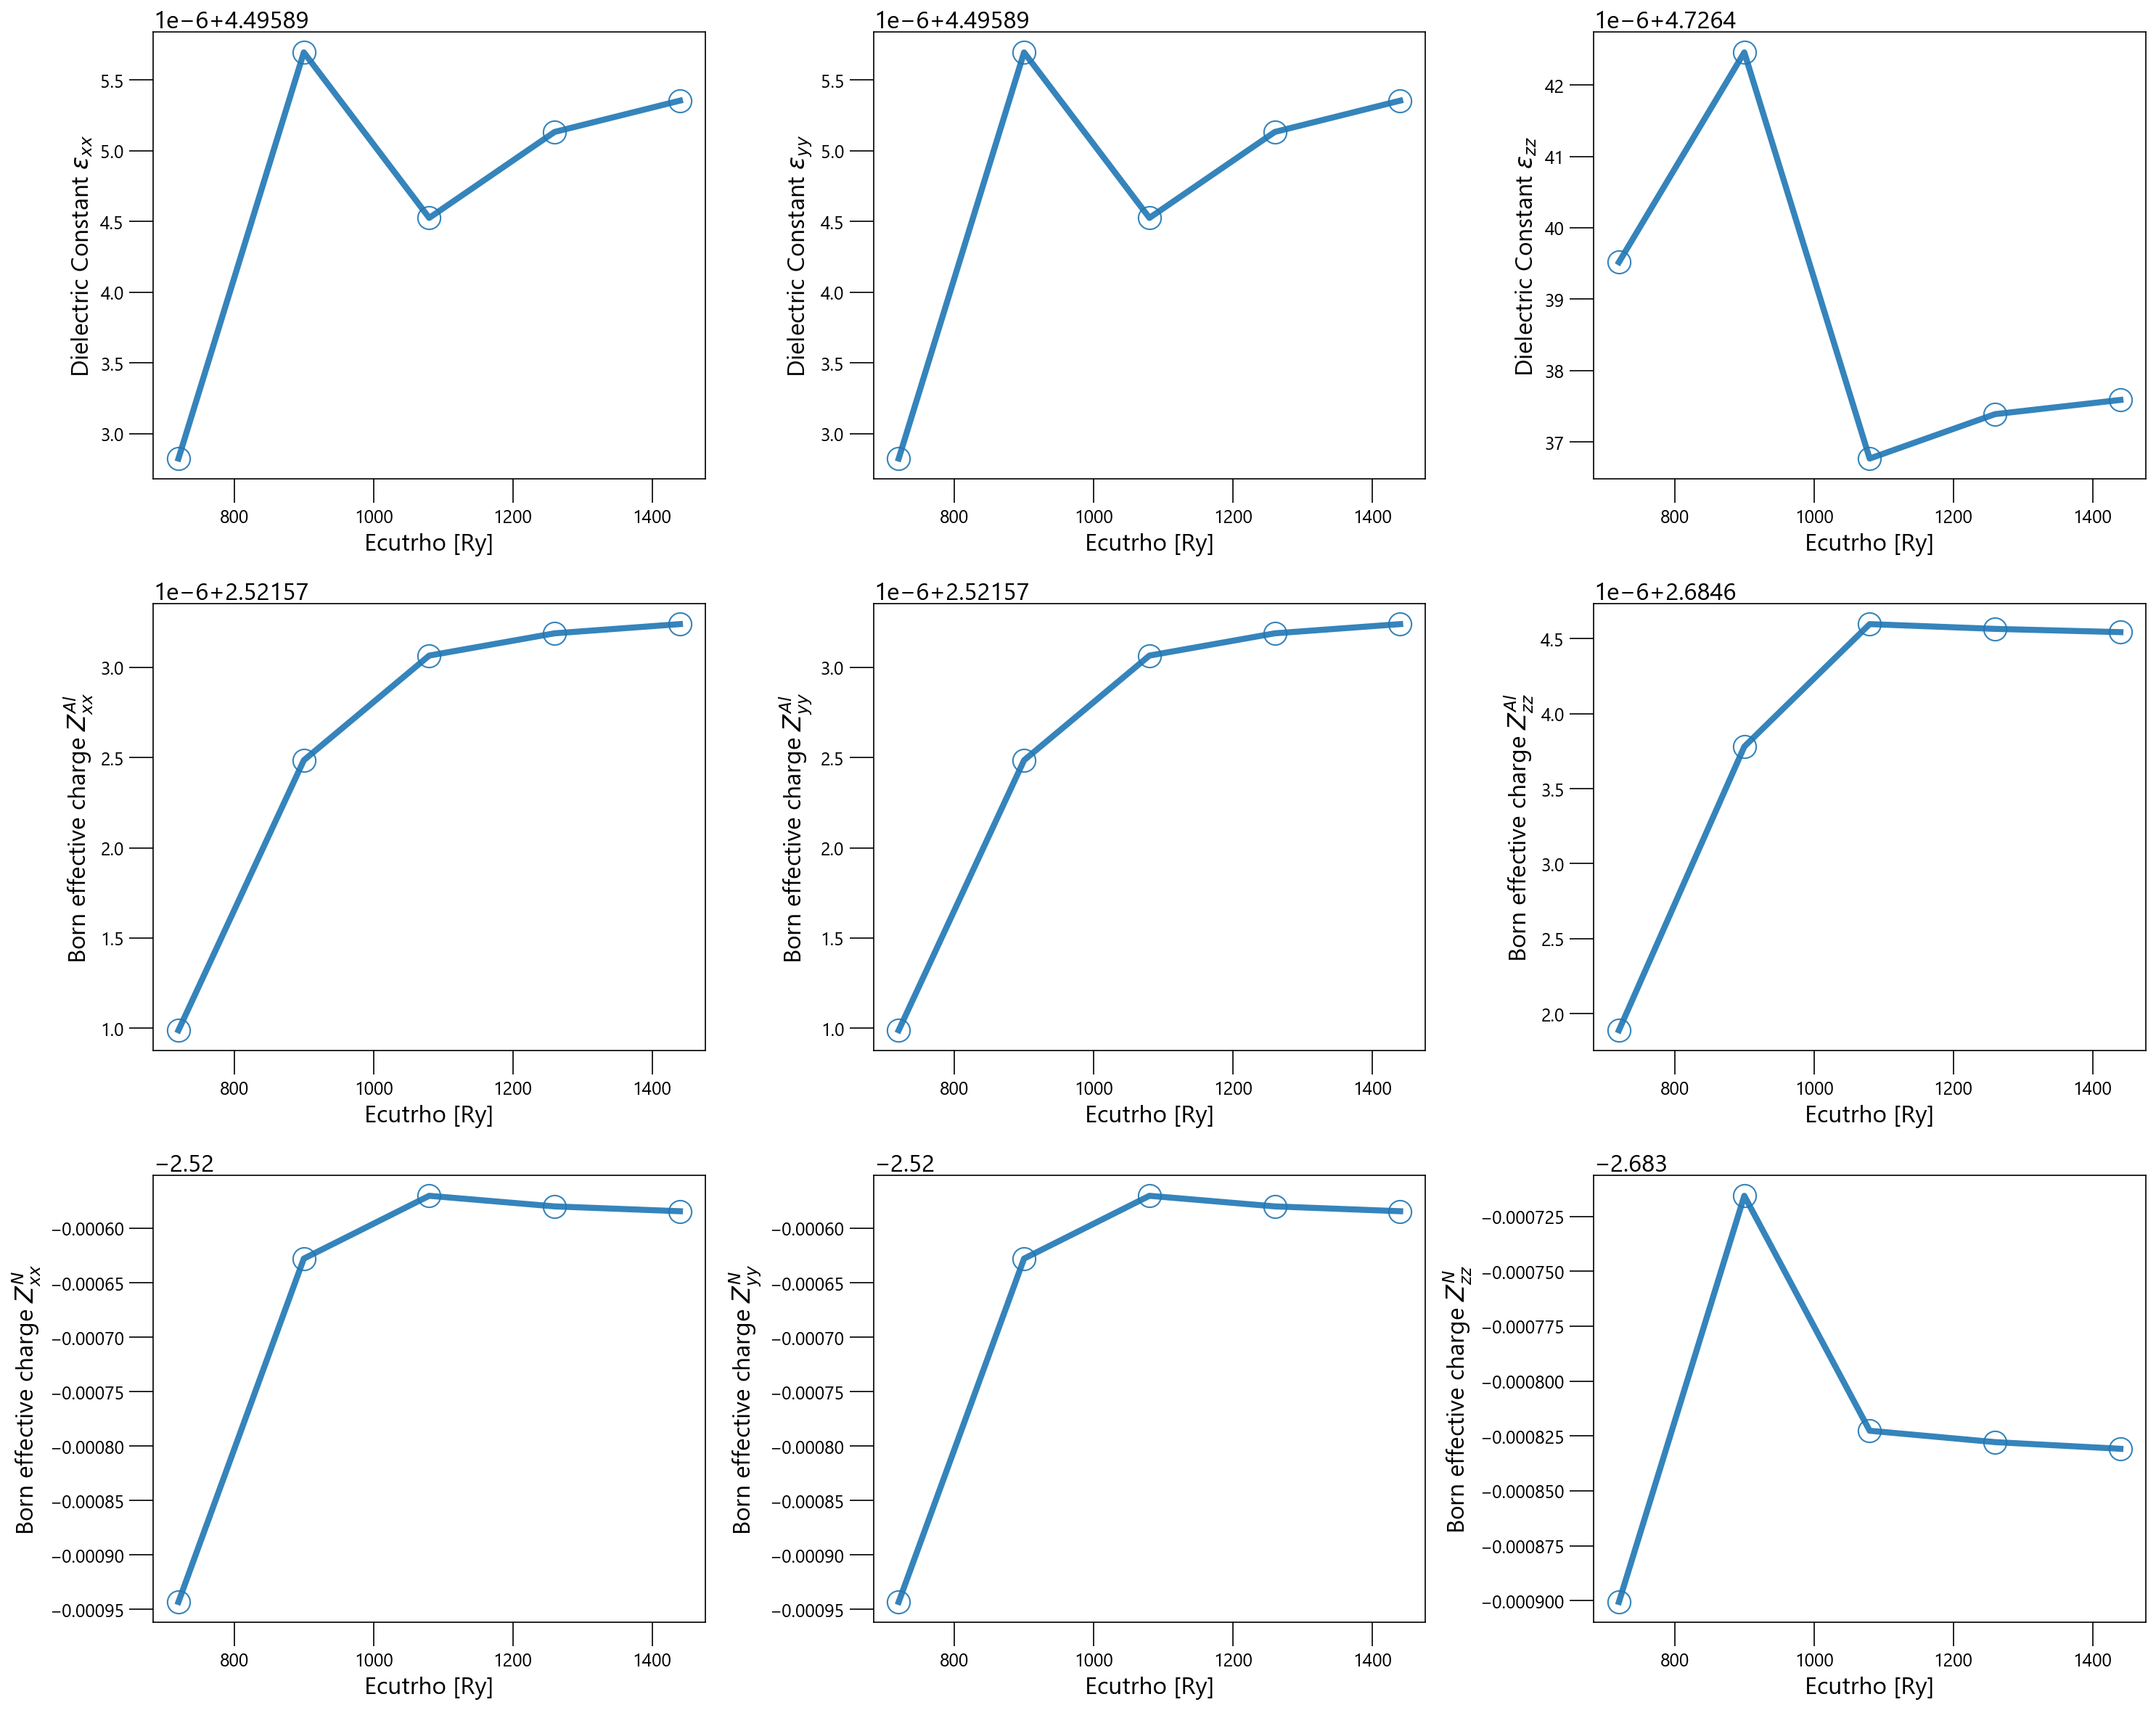 1e−6+4.49589
5.5
5.0
4.5
4.0
3.5
3.0
Dielectric Constant εxx
800 1000 1200 1400
Ecutrho [Ry]
1e−6+4.49589
5.5
5.0
4.5
4.0
3.5
3.0
Dielectric Constant εyy
800 1000 1200 1400
Ecutrho [Ry]
1e−6+4.7264
42
41
40
39
38
37
Dielectric Constant εzz
800 1000 1200 1400
Ecutrho [Ry]
1e−6+2.52157
3.0
2.5
2.0
1.5
1.0
Born effective charge Z^{Al}_{xx}
800 1000 1200 1400
Ecutrho [Ry]
1e−6+2.52157
3.0
2.5
2.0
1.5
1.0
Born effective charge Z^{Al}_{yy}
800 1000 1200 1400
Ecutrho [Ry]
1e−6+2.6846
4.5
4.0
3.5
3.0
2.5
2.0
Born effective charge Z^{Al}_{zz}
800 1000 1200 1400
Ecutrho [Ry]
−2.52
−0.00060
−0.00065
−0.00070
−0.00075
−0.00080
−0.00085
−0.00090
−0.00095
Born effective charge Z^{N}_{xx}
800 1000 1200 1400
Ecutrho [Ry]
−2.52
−0.00060
−0.00065
−0.00070
−0.00075
−0.00080
−0.00085
−0.00090
−0.00095
Born effective charge Z^{N}_{yy}
800 1000 1200 1400
Ecutrho [Ry]
−2.683
−0.000725
−0.000750
−0.000775
−0.000800
−0.000825
−0.000850
−0.000875
−0.000900
Born effective charge Z^{N}_{zz}
800 1000 1200 1400
Ecutrho [Ry]